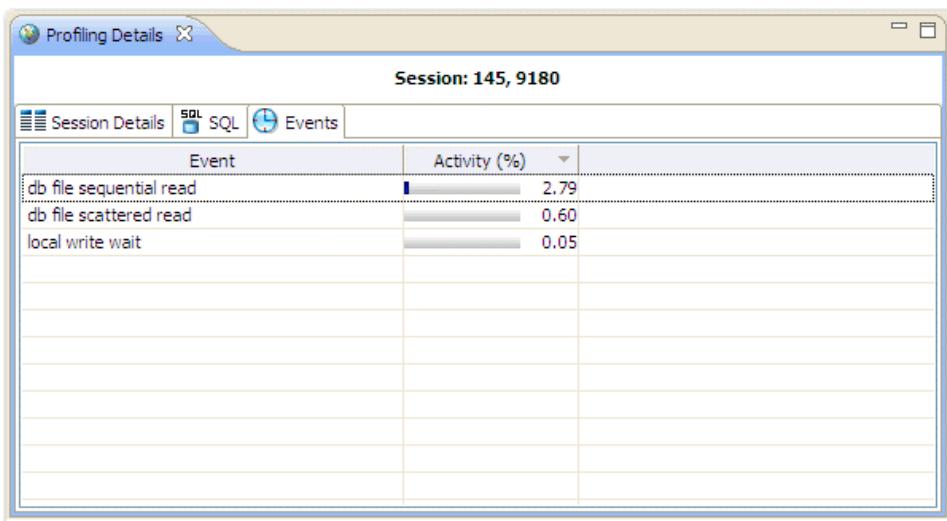 Profiling Details
Session: 145, 9180
Session Details SQL SQL Events
Event Activity (%)
db file sequential read 2.79
db file scattered read 0.60
local write wait 0.05